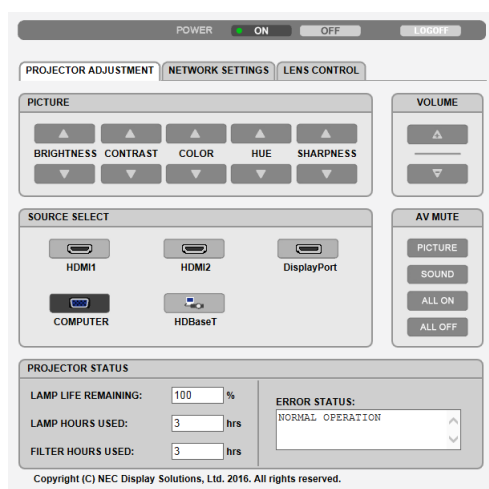 POWER ON OFF LOGOFF
PROJECTOR ADJUSTMENT NETWORK SETTINGS LENS CONTROL
PICTURE
BRIGHTNESS CONTRAST COLOR HUE SHARPNESS
VOLUME
SOURCE SELECT
HDMI1 HDMI2 DisplayPort
COMPUTER HDBaseT
AV MUTE
PICTURE
SOUND
ALL ON
ALL OFF
PROJECTOR STATUS
LAMP LIFE REMAINING: 100 %
LAMP HOURS USED: 3 hrs
FILTER HOURS USED: 3 hrs
ERROR STATUS:
NORMAL OPERATION
Copyright (C) NEC Display Solutions, Ltd. 2016. All rights reserved.